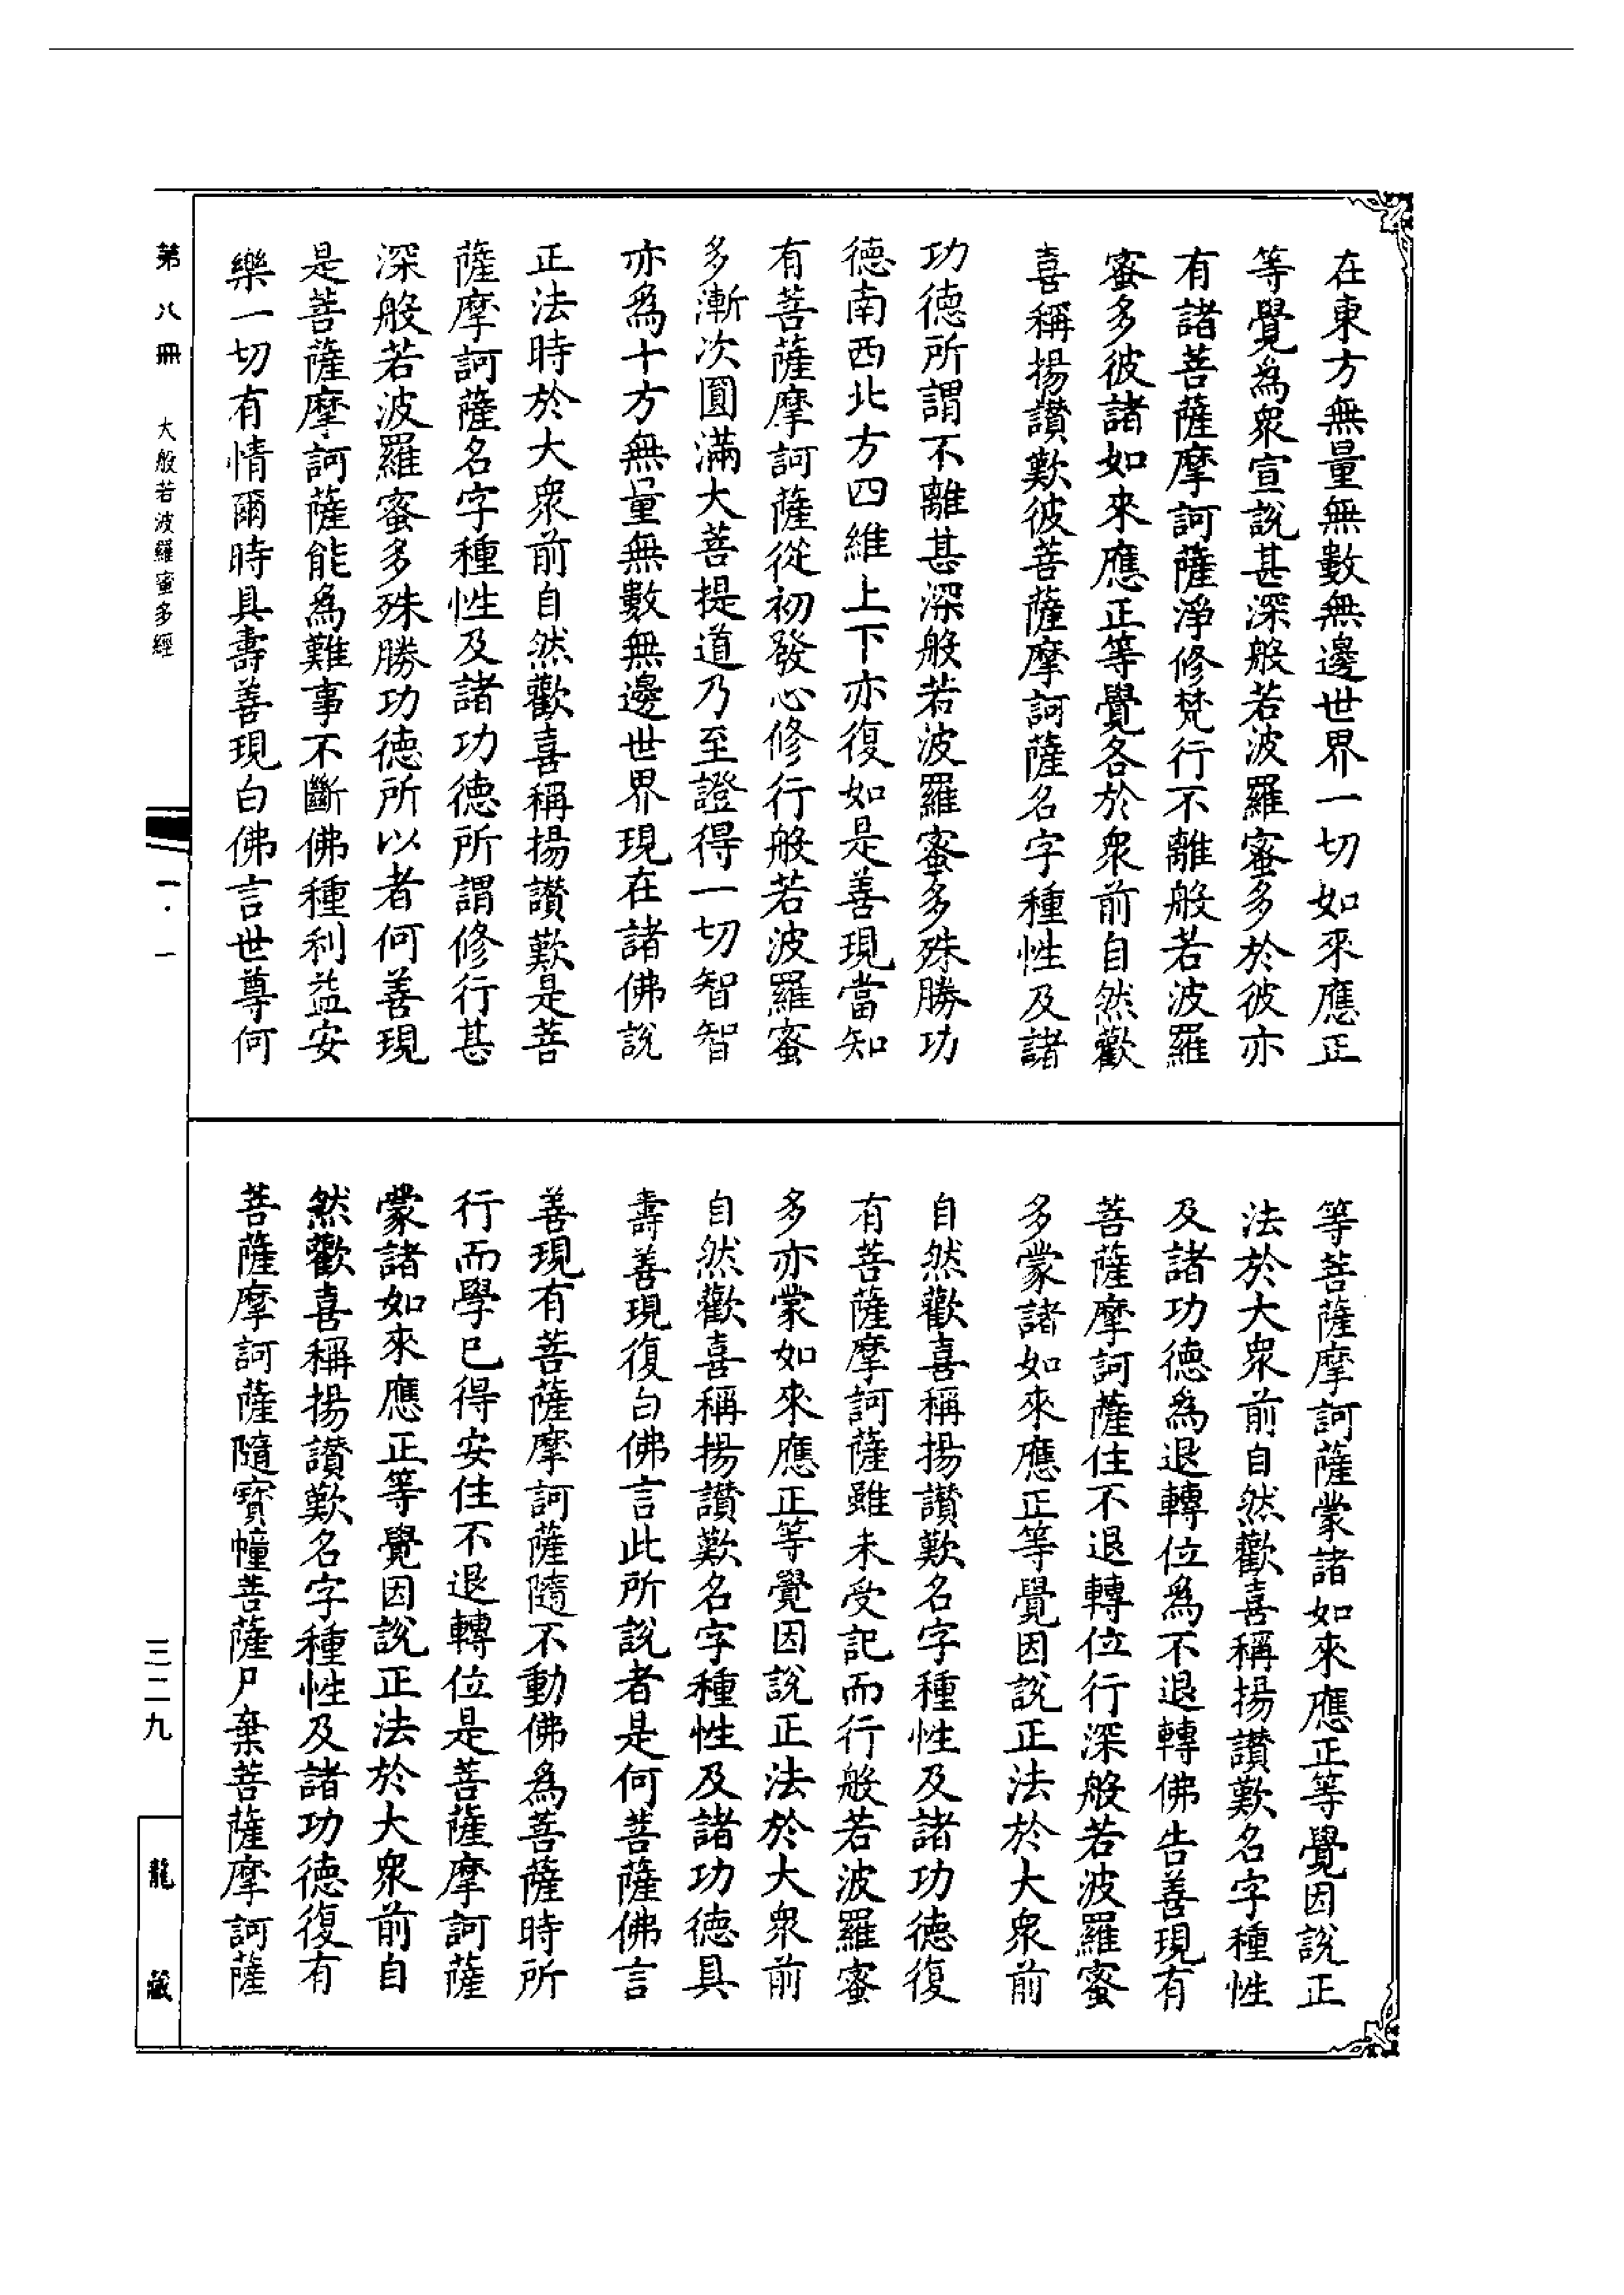 在東方無量無數無邊世界一切如來應正
等覺為衆宣說甚深般若波羅蜜多於彼亦
有諸菩薩摩訶薩淨修梵行不離般若波羅
蜜多彼諸如來應正等覺各於衆前自然歡
喜稱揚讚歎彼菩薩摩訶薩名字種性及諸
功德所謂不離甚深般若波羅蜜多殊勝功
德南西北方四維上下亦復如是善現當知
有菩薩摩訶薩從初發心修行般若波羅蜜
多漸次圓滿大菩提道乃至證得一切智智
亦為十方無量無數無邊世界現在諸佛說
正法時於大衆前自然歡喜稱揚讚歎是菩
薩摩訶薩名字種性及諸功德所謂修行甚
深般若波羅蜜多殊勝功德所以者何善現
是菩薩摩訶薩能為難事不斷佛種利益安
樂一切有情爾時具壽善現白佛言世尊何
等菩薩摩訶薩蒙諸如來應正等覺因說正
法於大衆前自然歡喜稱揚讚歎名字種性
及諸功德為退轉位為不退轉佛告善現有
菩薩摩訶薩住不退轉位行深般若波羅蜜
多蒙諸如來應正等覺因說正法於大衆前
自然歡喜稱揚讚歎名字種性及諸功德復
有菩薩摩訶薩雖未受記而行般若波羅蜜
多亦蒙如來應正等覺因說正法於大衆前
自然歡喜稱揚讚歎名字種性及諸功德具
壽善現復白佛言此所說者是何菩薩佛言
善現有菩薩摩訶薩隨不動佛為菩薩時所
行而學已得安住不退轉位是菩薩摩訶薩
蒙諸如來應正等覺因說正法於大衆前自
然歡喜稱揚讚歎名字種性及諸功德復有
菩薩摩訶薩隨寶幢菩薩尸棄菩薩摩訶薩
第八冊 大般若波羅蜜多經 一·一
三二九
龍藏